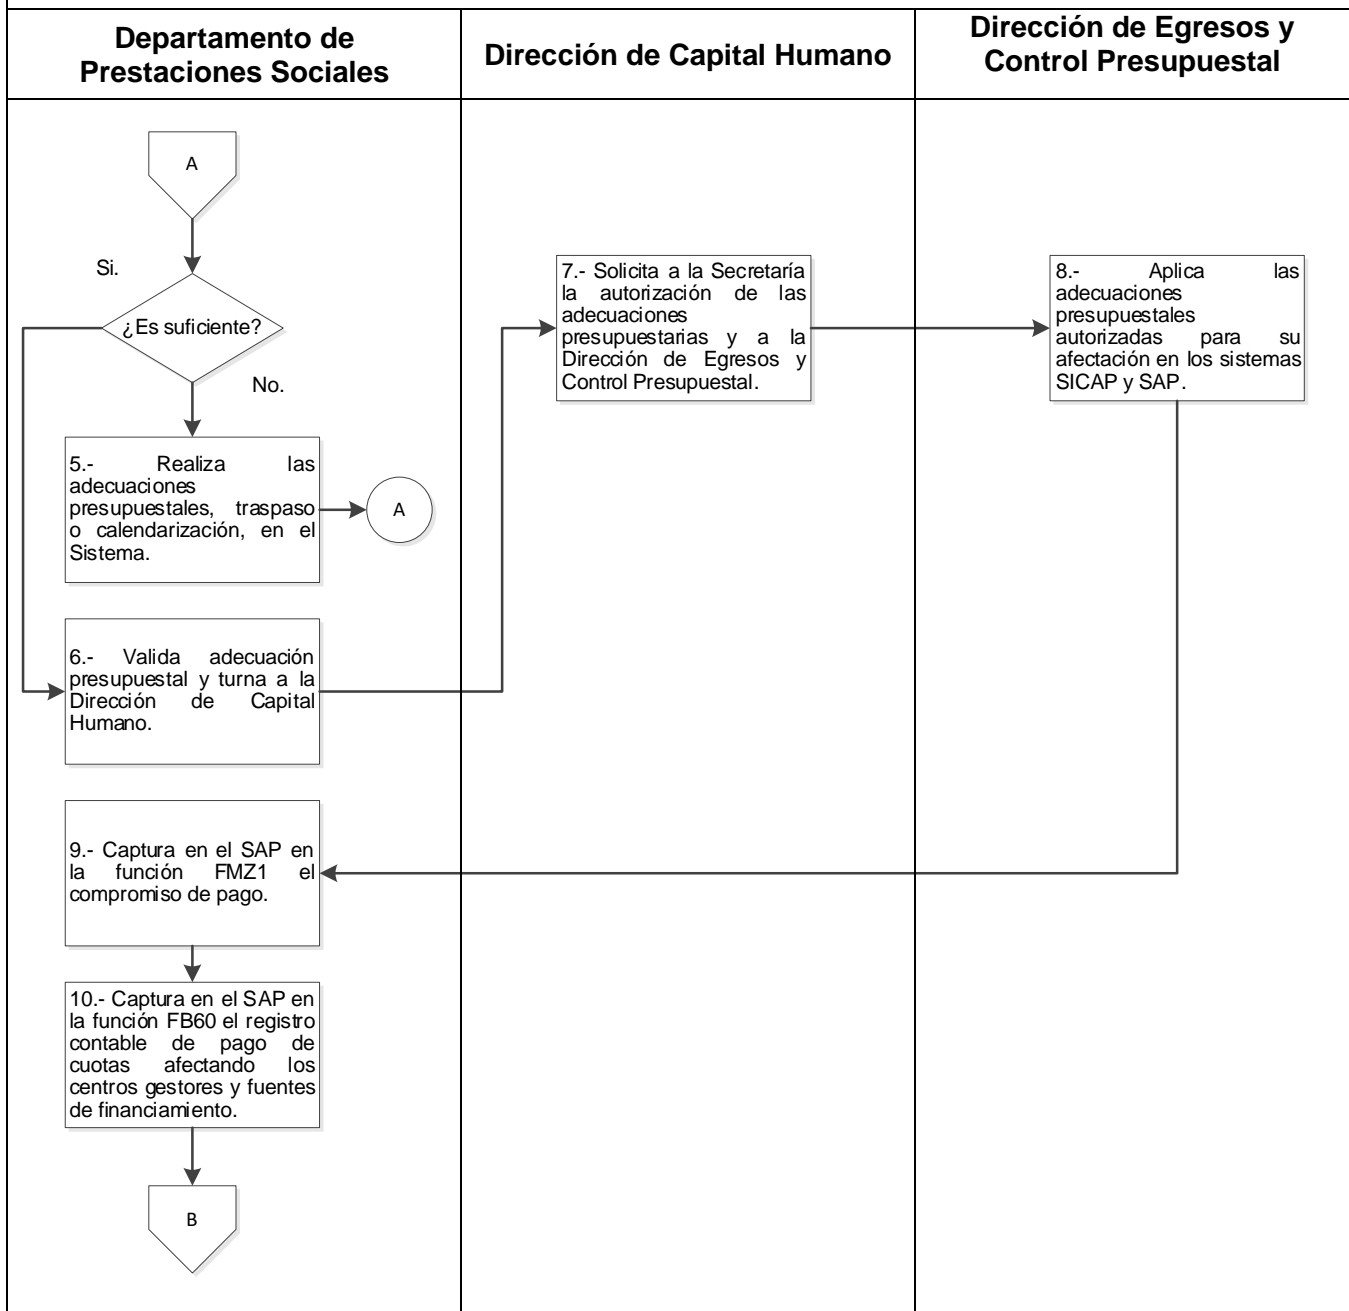 Departamento de
Prestaciones Sociales
Dirección de Capital Humano
Dirección de Egresos y
Control Presupuestal
A
Si.
¿Es suficiente?
No.
5.- Realiza las
adecuaciones
presupuestales, traspaso
o calendarización, en el
Sistema.
A
6.- Valida adecuación
presupuestal y turna a la
Dirección de Capital
Humano.
7.- Solicita a la Secretaría
la autorización de las
adecuaciones
presupuestarias y a la
Dirección de Egresos y
Control Presupuestal.
8.- Aplica las
adecuaciones
presupuestales
autorizadas para su
afectación en los sistemas
SICAP y SAP.
9.- Captura en el SAP en
la función FMZ1 el
compromiso de pago.
10.- Captura en el SAP en
la función FB60 el registro
contable de pago de
cuotas afectando los
centros gestores y fuentes
de financiamiento.
B